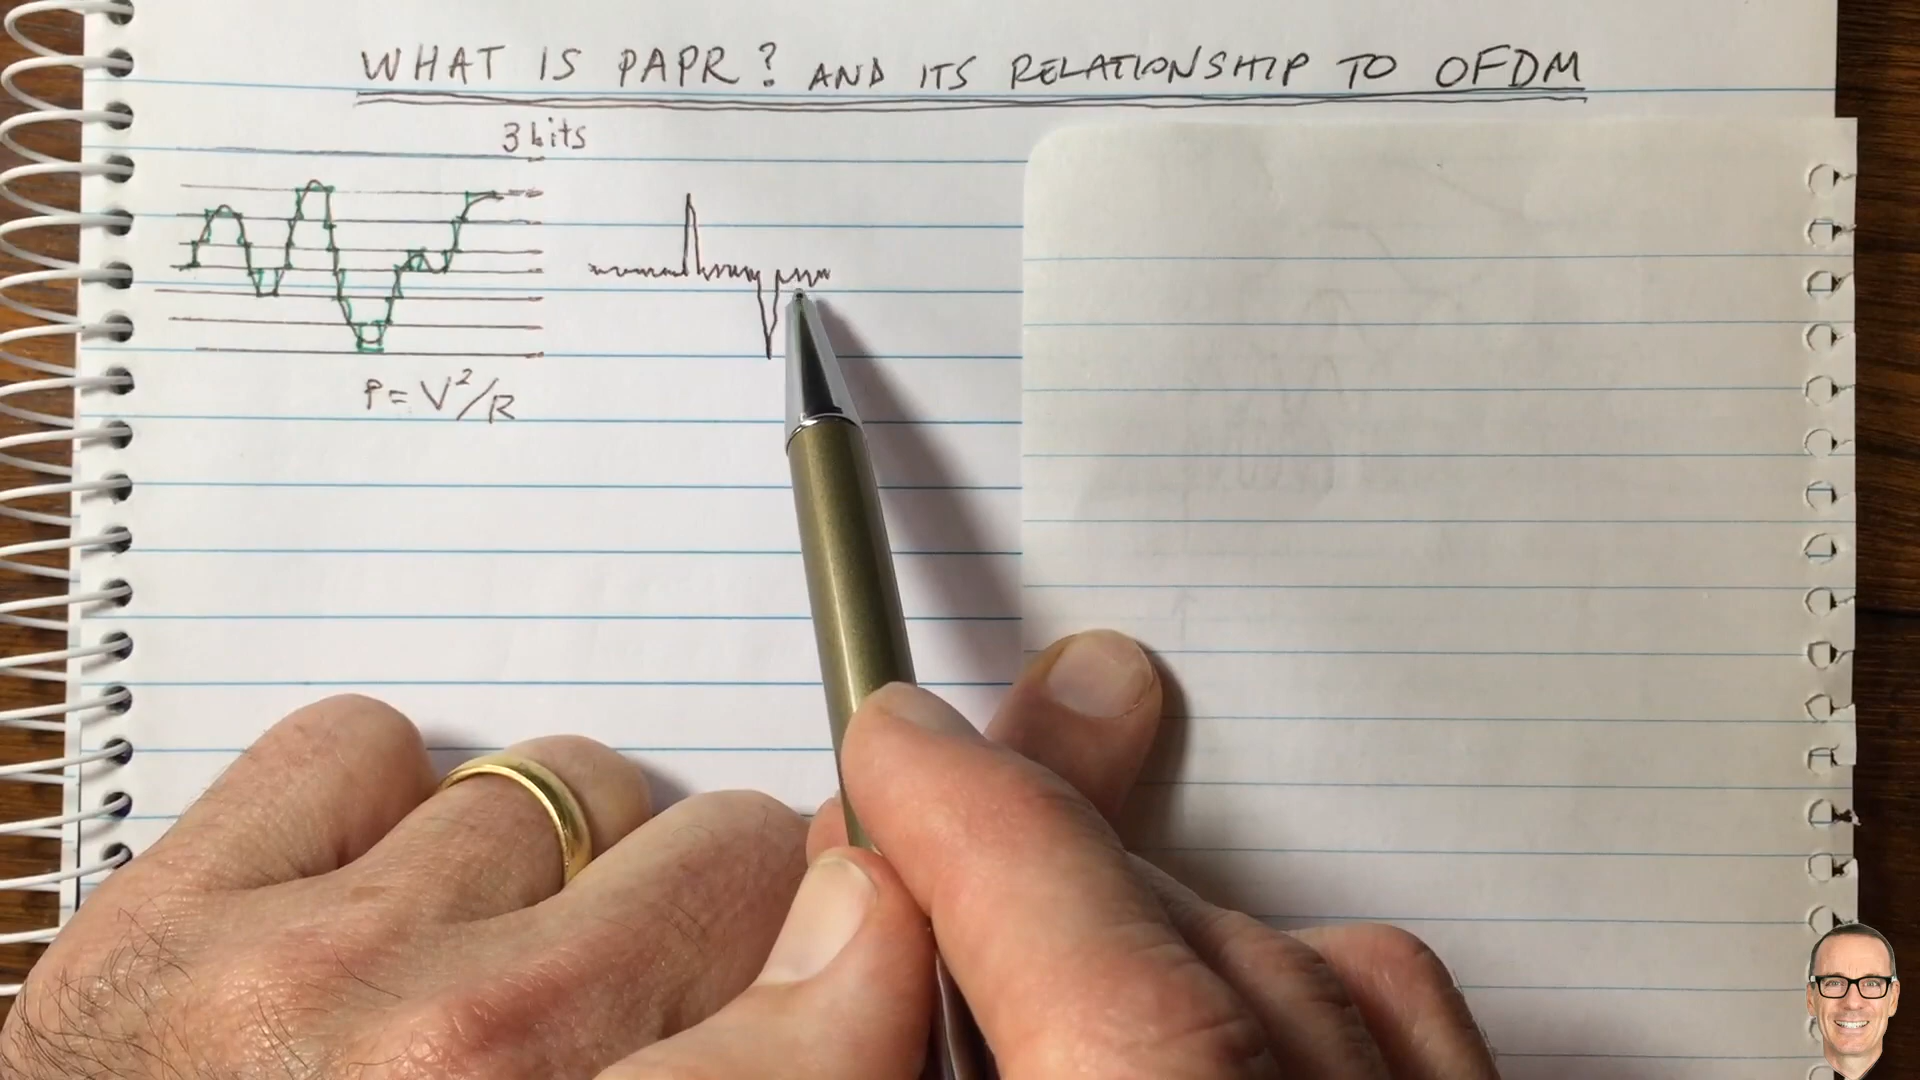 WHAT IS PAPR? AND ITS RELATIONSHIP TO OFDM
3 bits
P = V²/R